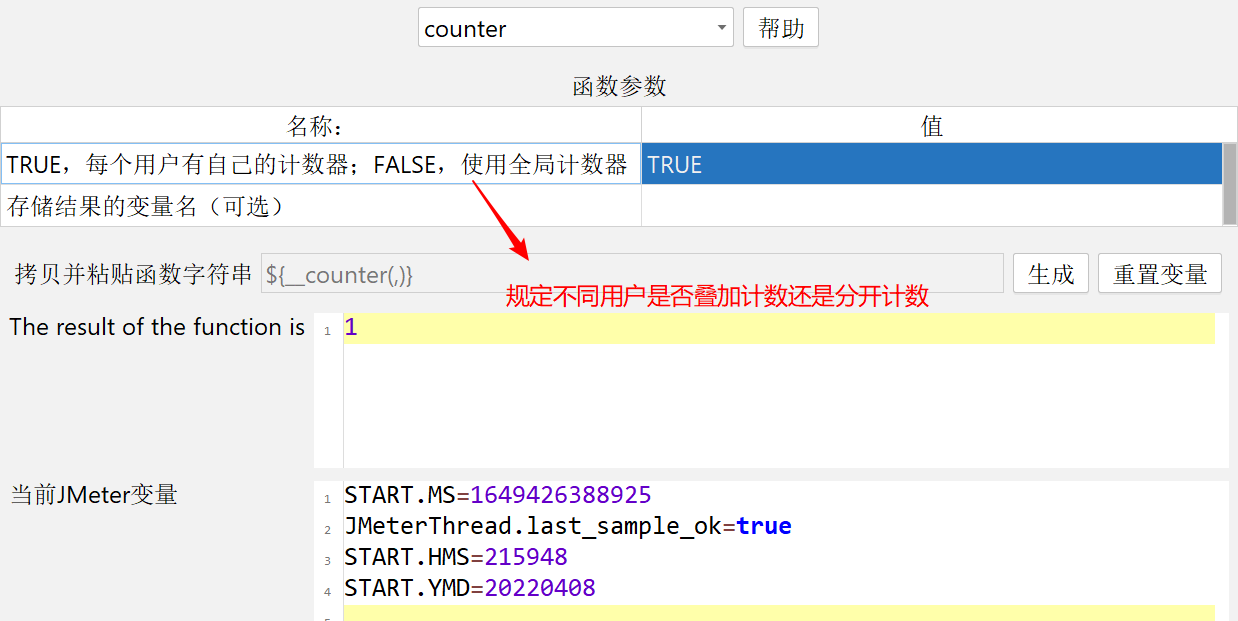 counter 帮助
函数参数
名称： 值
TRUE，每个用户有自己的计数器；FALSE，使用全局计数器 TRUE
存储结果的变量名（可选）
拷贝并粘贴函数字符串 ${__counter(,)} 生成 重置变量
规定不同用户是否叠加计数还是分开计数
The result of the function is 1 1
当前JMeter变量 1 START.MS=1649426388925
2 JMeterThread.last_sample_ok=true
3 START.HMS=215948
4 START.YMD=20220408